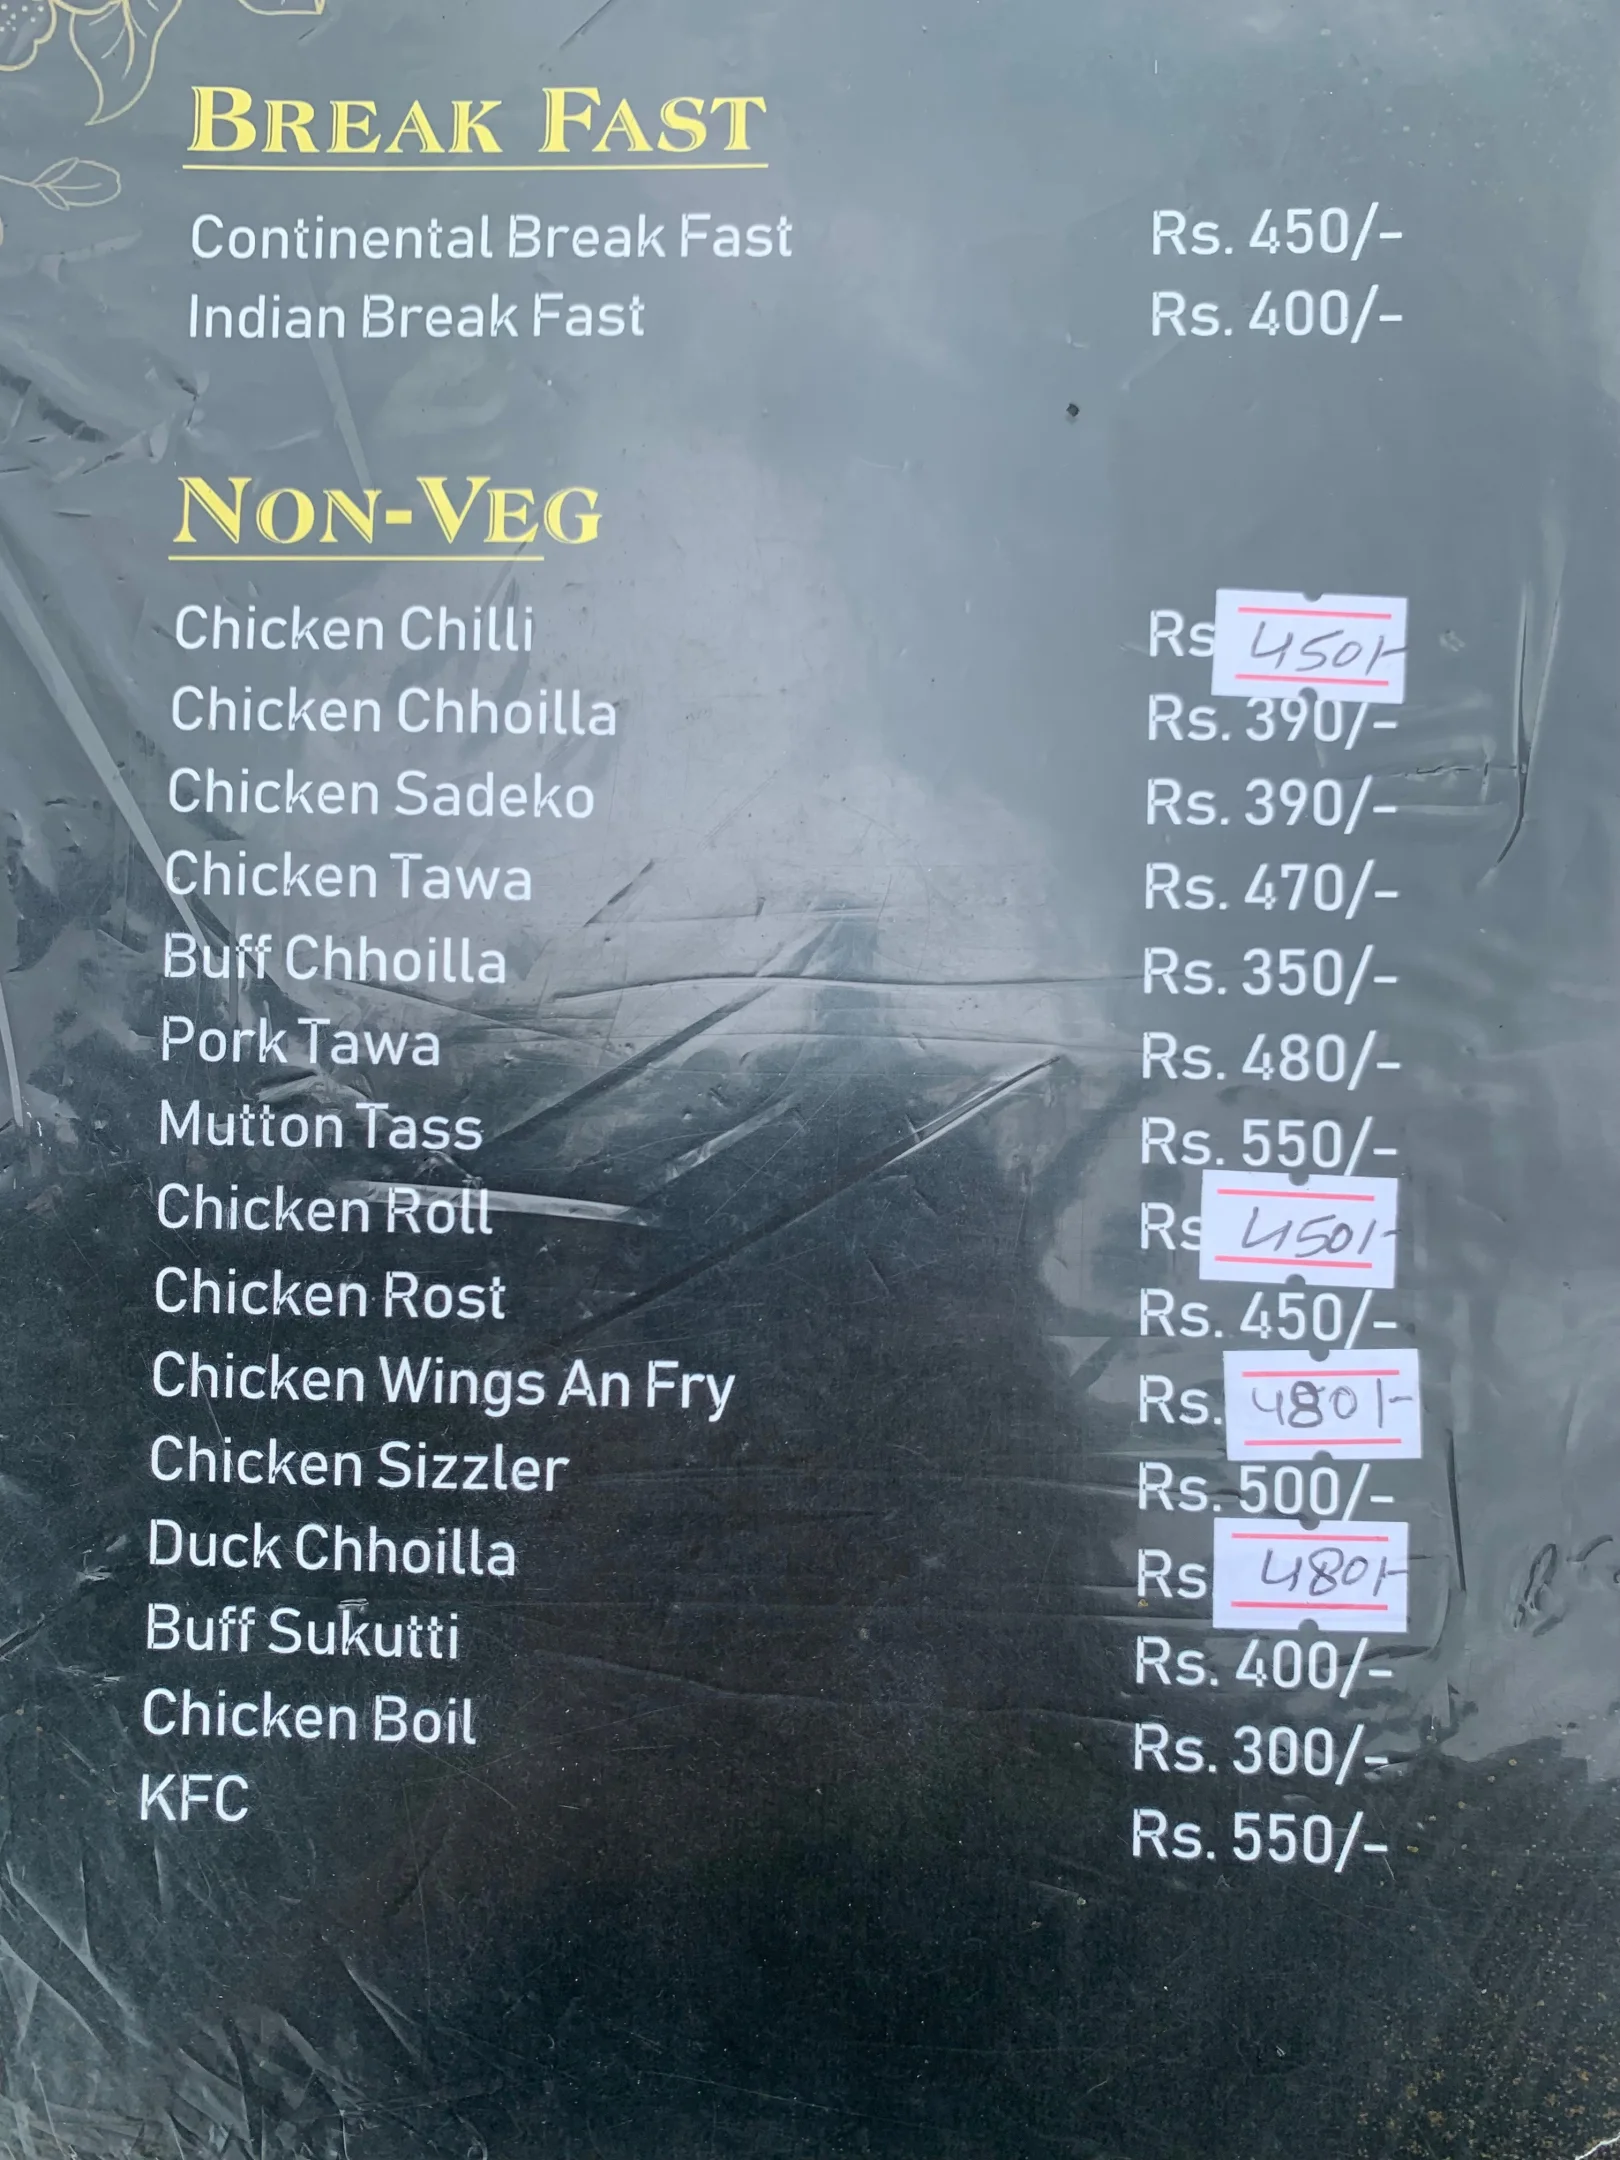 BREAK FAST
Continental Break Fast Rs. 450/-
Indian Break Fast Rs. 400/-
NON-VEG
Chicken Chilli Rs 450/-
Chicken Chhoilla Rs. 390/-
Chicken Sadeko Rs. 390/-
Chicken Tawa Rs. 470/-
Buff Chhoilla Rs. 350/-
Pork Tawa Rs. 480/-
Mutton Tass Rs. 550/-
Chicken Roll Rs 450/-
Chicken Rost Rs. 450/-
Chicken Wings An Fry Rs. 480/-
Chicken Sizzler Rs. 500/-
Duck Chhoilla Rs 480/-
Buff Sukutti Rs. 400/-
Chicken Boil Rs. 300/-
KFC Rs. 550/-